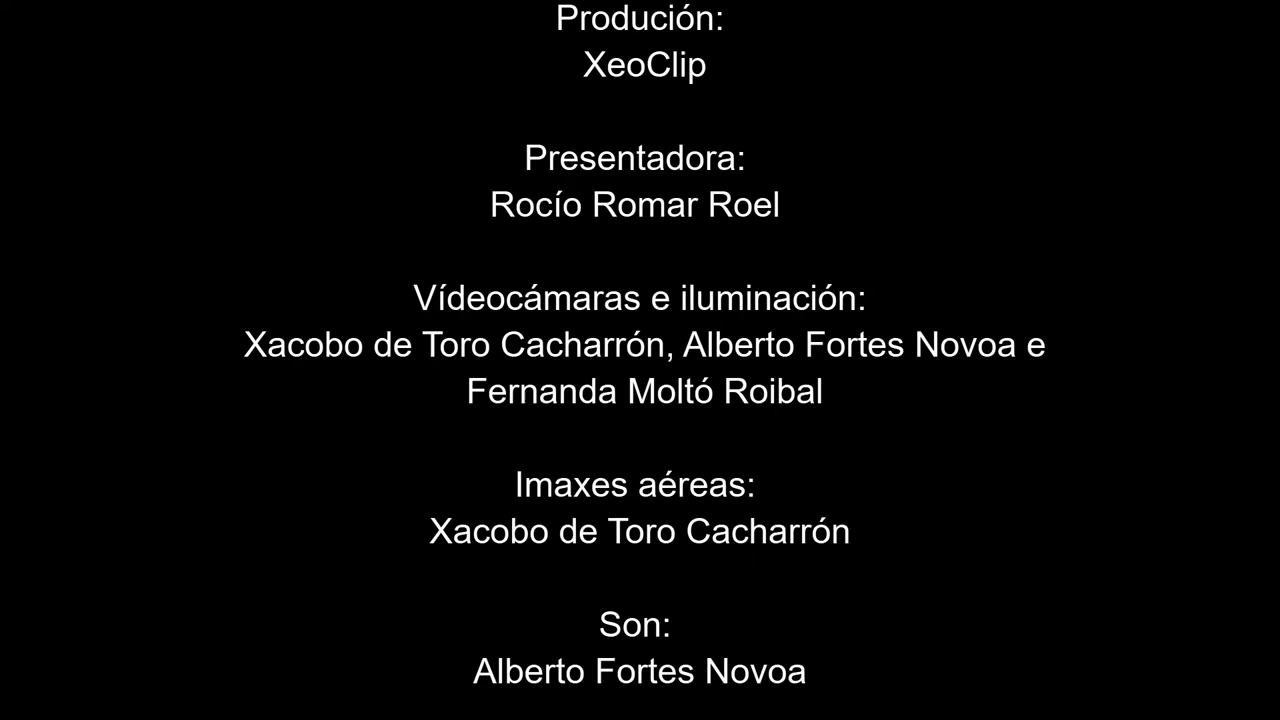 Produción:
XeoClip
Presentadora:
Rocío Romar Roel
Vídeocámaras e iluminación:
Xacobo de Toro Cacharrón, Alberto Fortes Novoa e
Fernanda Moltó Roibal
Imaxes aéreas:
Xacobo de Toro Cacharrón
Son:
Alberto Fortes Novoa